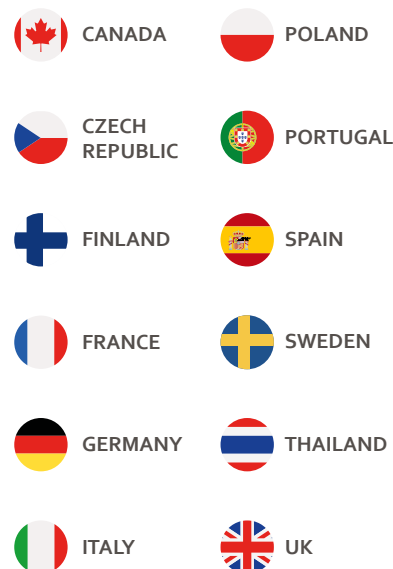 CANADA
POLAND
CZECH
REPUBLIC
PORTUGAL
FINLAND
SPAIN
FRANCE
SWEDEN
GERMANY
THAILAND
ITALY
UK